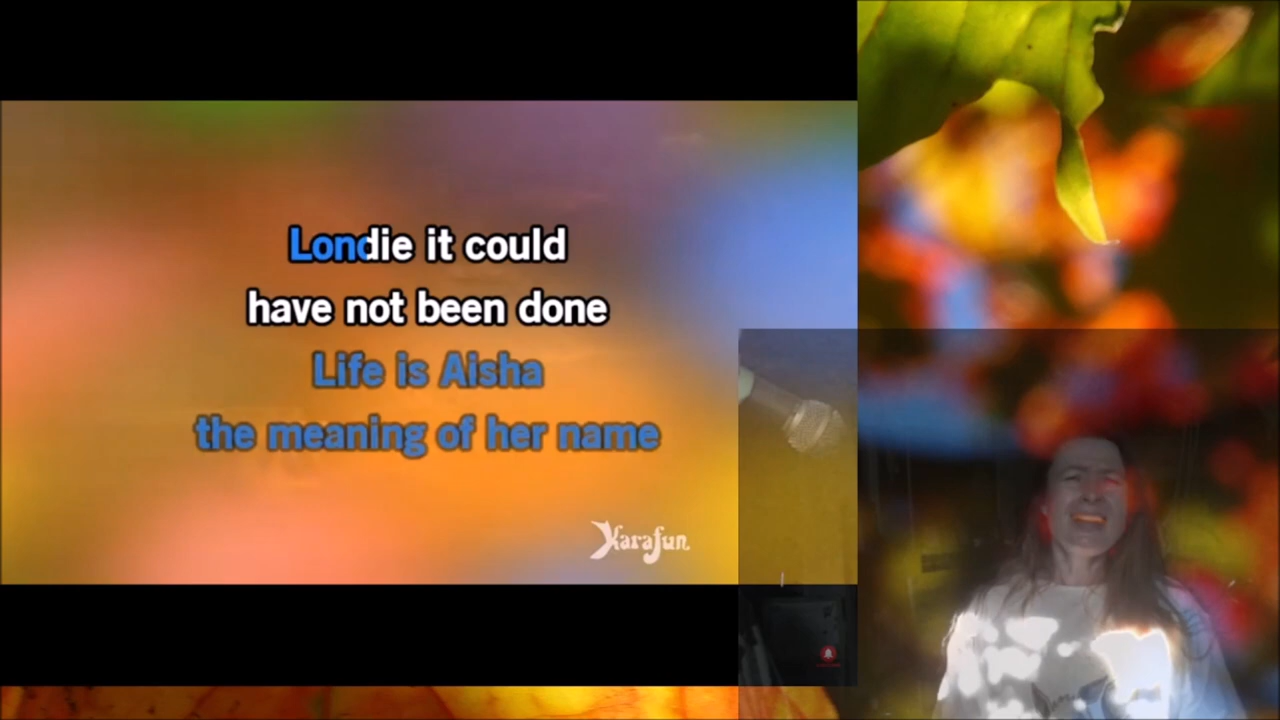 Londie it could
have not been done
Life is Aisha
the meaning of her name
Karafun